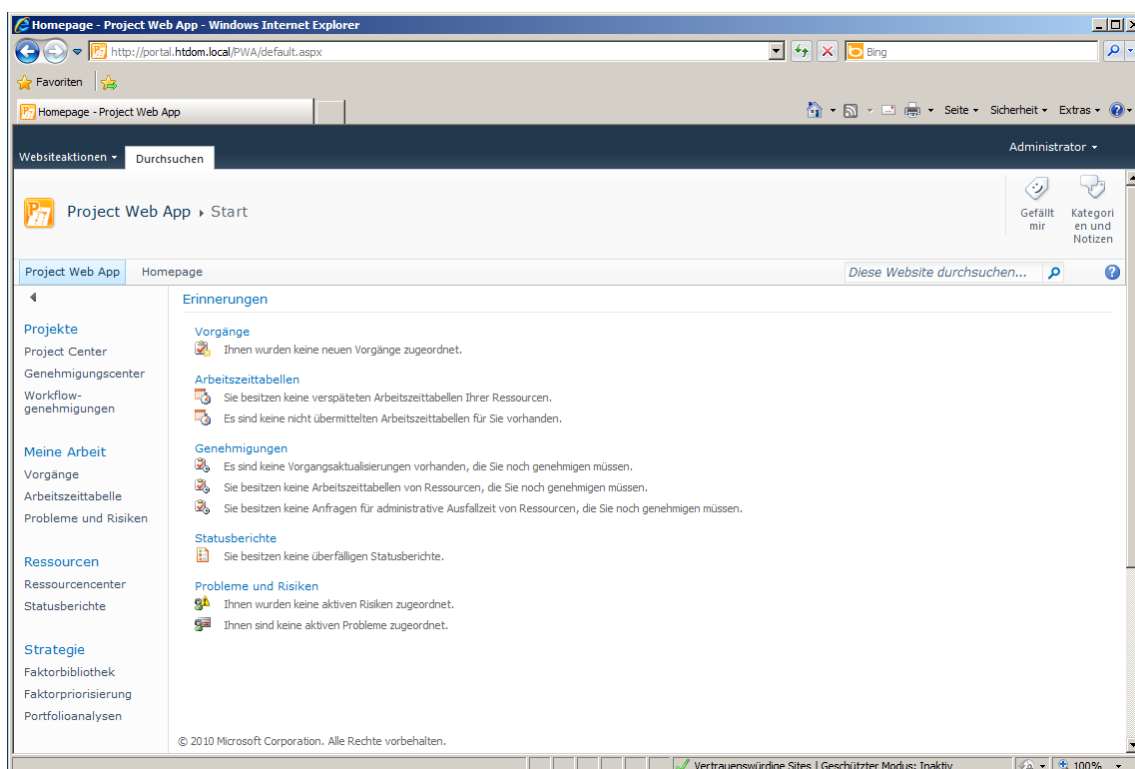 Homepage - Project Web App - Windows Internet Explorer
http://portal.htdom.local/PWA/default.aspx
Bing
Favoriten
Homepage - Project Web App
Seite
Sicherheit
Extras
Websiteaktionen
Durchsuchen
Administrator
Project Web App
Start
Gefällt
mir
Kategori
en und
Notizen
Project Web App
Homepage
Diese Website durchsuchen...
Projekte
Project Center
Genehmigungscenter
Workflow-
genehmigungen
Meine Arbeit
Vorgänge
Arbeitszeittabelle
Probleme und Risiken
Ressourcen
Ressourcencenter
Statusberichte
Strategie
Faktorbibliothek
Faktorpriorisierung
Portfolioanalysen
Erinnerungen
Vorgänge
Ihnen wurden keine neuen Vorgänge zugeordnet.
Arbeitszeittabellen
Sie besitzen keine verspäteten Arbeitszeittabellen Ihrer Ressourcen.
Es sind keine nicht übermittelten Arbeitszeittabellen für Sie vorhanden.
Genehmigungen
Es sind keine Vorgangsaktualisierungen vorhanden, die Sie noch genehmigen müssen.
Sie besitzen keine Arbeitszeittabellen von Ressourcen, die Sie noch genehmigen müssen.
Sie besitzen keine Anfragen für administrative Ausfallzeit von Ressourcen, die Sie noch genehmigen müssen.
Statusberichte
Sie besitzen keine überfälligen Statusberichte.
Probleme und Risiken
Ihnen wurden keine aktiven Risiken zugeordnet.
Ihnen sind keine aktiven Probleme zugeordnet.
© 2010 Microsoft Corporation. Alle Rechte vorbehalten.
Vertrauenswürdige Sites | Geschützter Modus: Inaktiv
100%